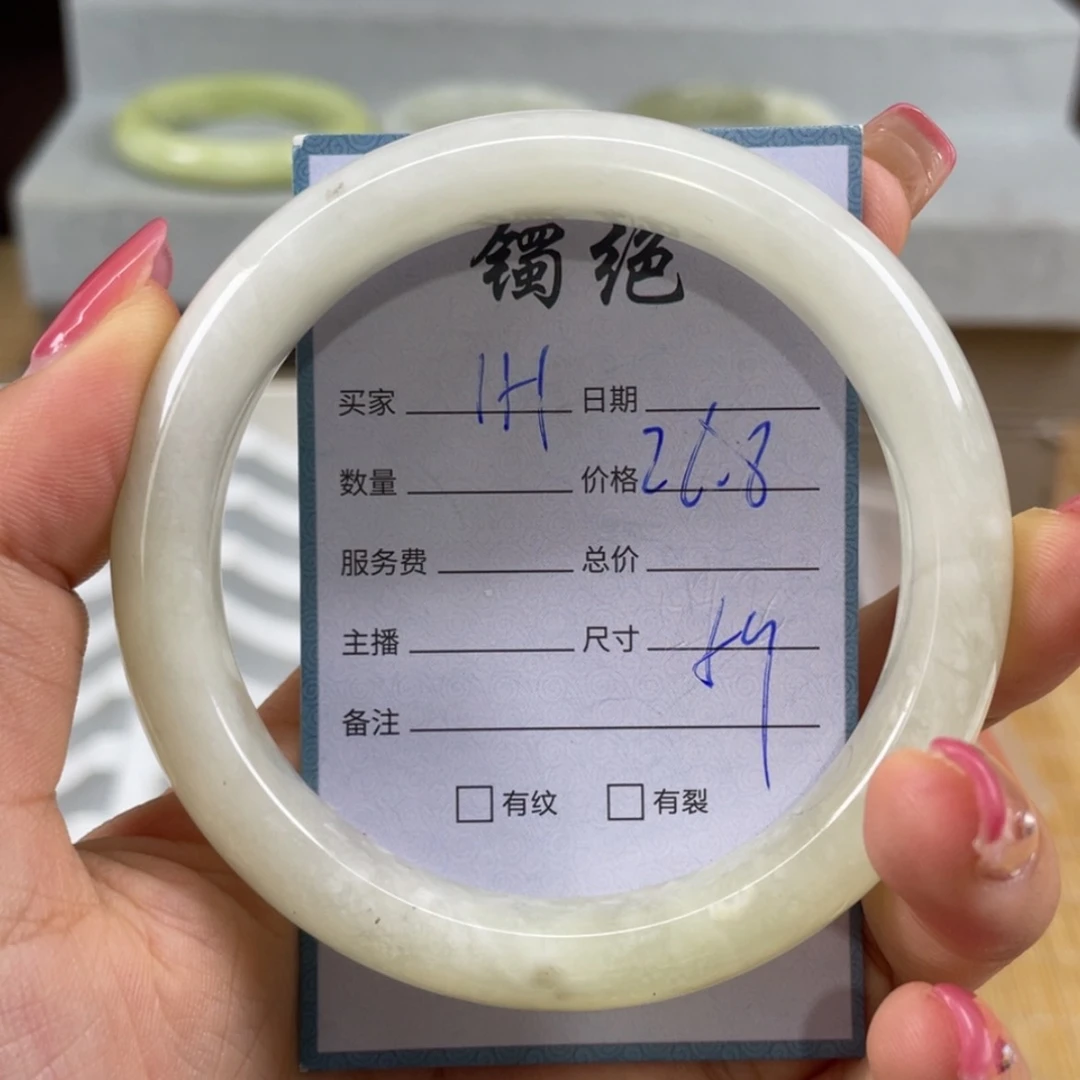 镯绝
买家 1H 日期
数量 价格 26.8
服务费 总价
主播 尺寸
备注
□有纹 □有裂